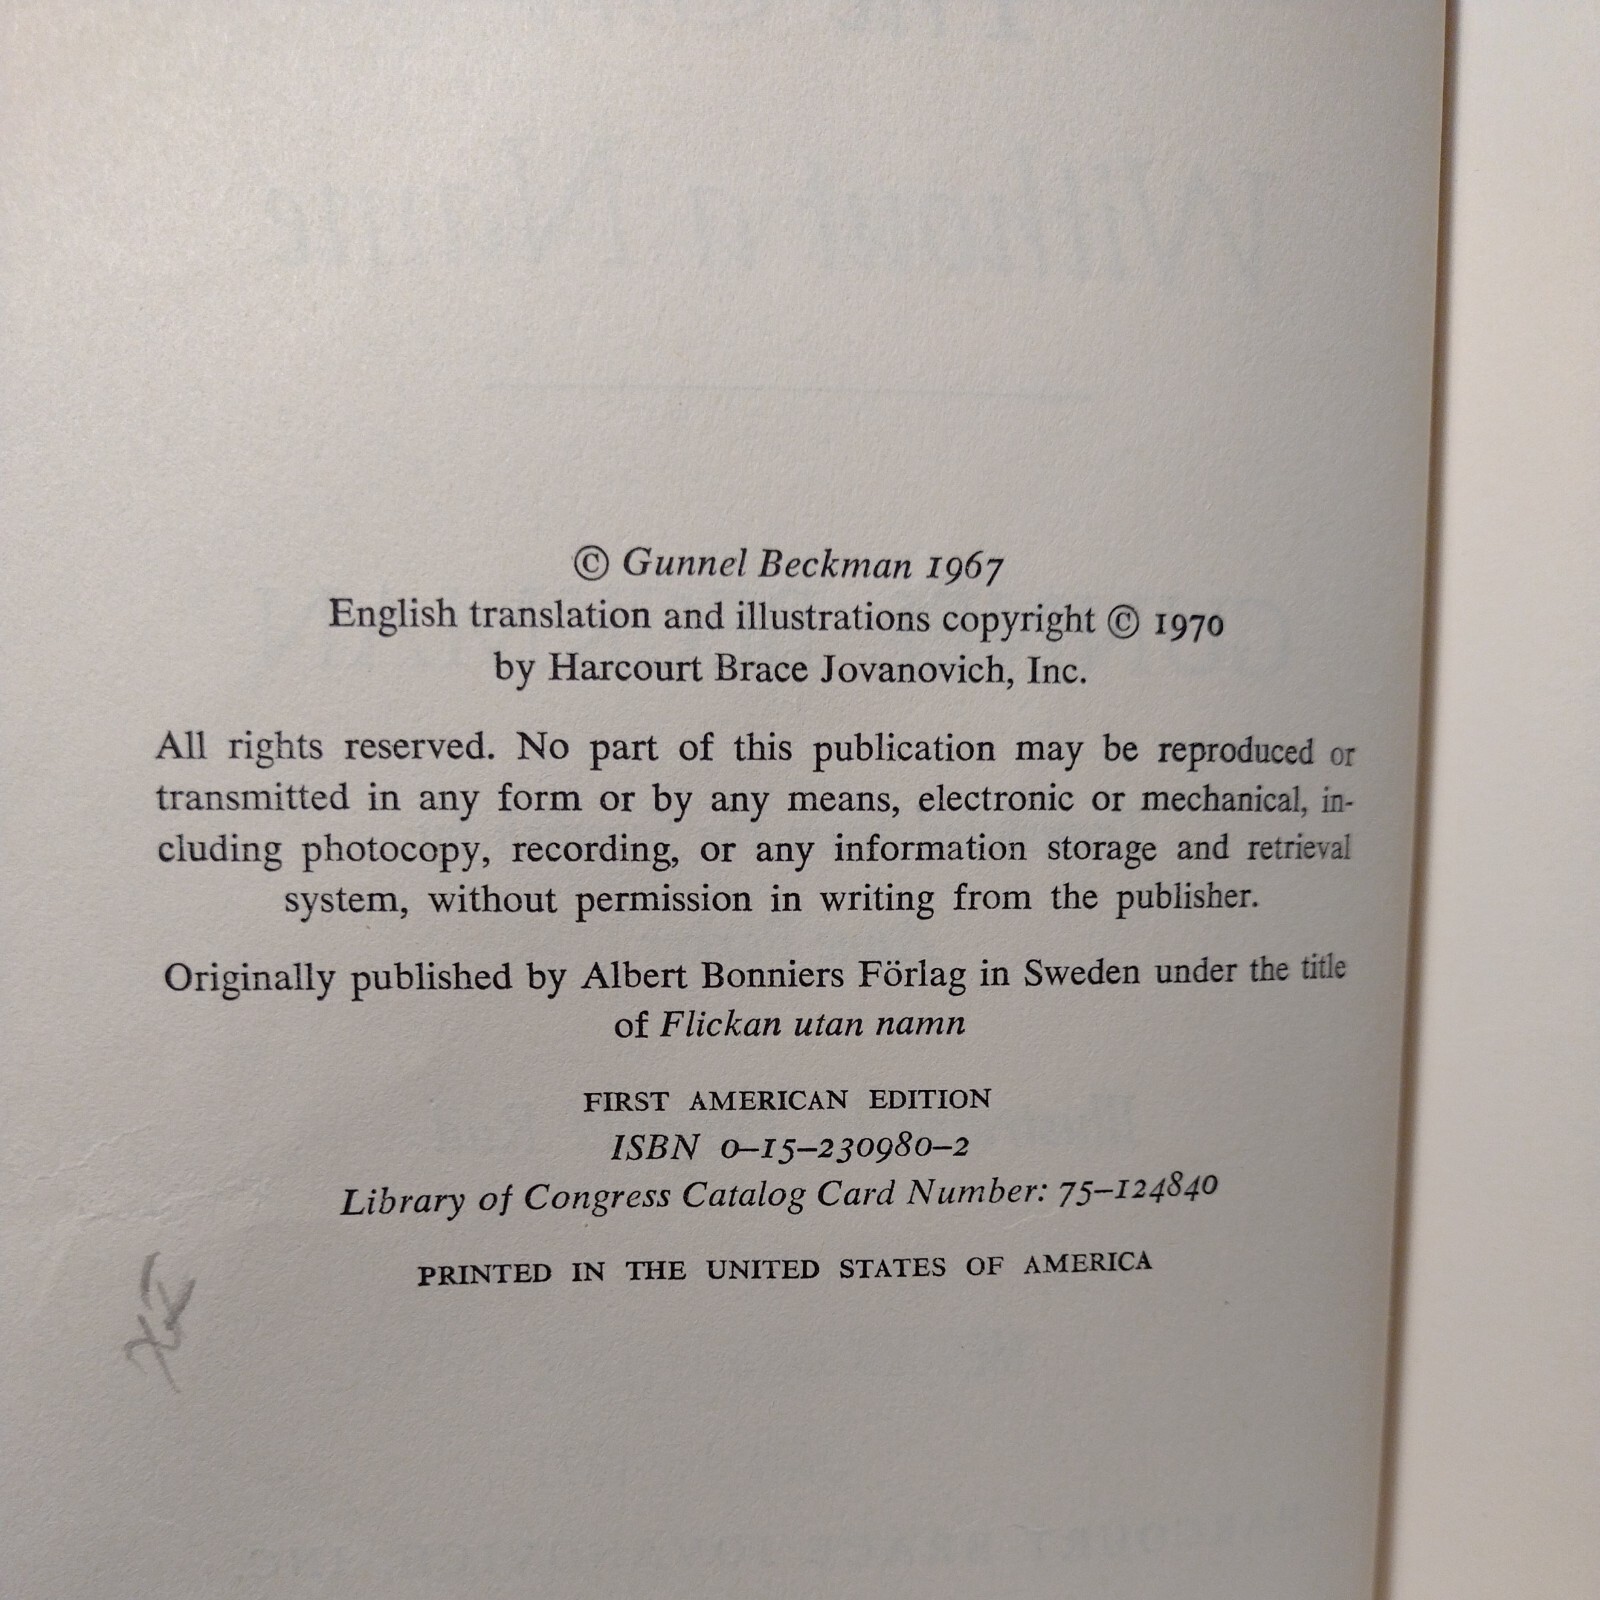 © Gunnel Beckman 1967
English translation and illustrations copyright © 1970
by Harcourt Brace Jovanovich, Inc.
All rights reserved. No part of this publication may be reproduced or
transmitted in any form or by any means, electronic or mechanical, in-
cluding photocopy, recording, or any information storage and retrieval
system, without permission in writing from the publisher.
Originally published by Albert Bonniers Förlag in Sweden under the title
of Flickan utan namn
FIRST AMERICAN EDITION
ISBN 0-15-230980-2
Library of Congress Catalog Card Number: 75-124840
PRINTED IN THE UNITED STATES OF AMERICA